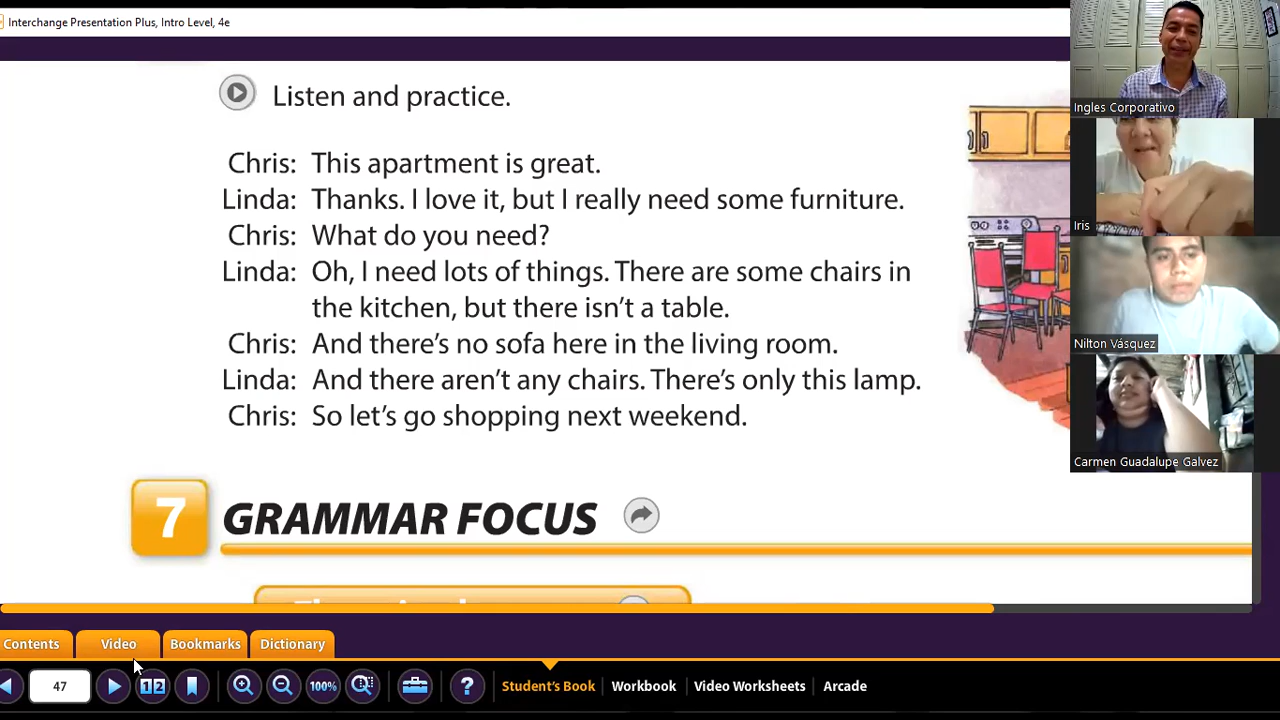 Interchange Presentation Plus, Intro Level, 4e
Listen and practice.
Chris: This apartment is great.
Linda: Thanks. I love it, but I really need some furniture.
Chris: What do you need?
Linda: Oh, I need lots of things. There are some chairs in
the kitchen, but there isn't a table.
Chris: And there's no sofa here in the living room.
Linda: And there aren't any chairs. There's only this lamp.
Chris: So let's go shopping next weekend.
7 GRAMMAR FOCUS
Ingles Corporativo
Iris
Nilton Vásquez
Carmen Guadalupe Galvez
Contents Video Bookmarks Dictionary
47 1 2 100% ? Student's Book Workbook Video Worksheets Arcade